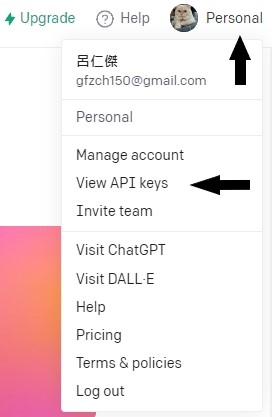 Upgrade Help Personal
呂仁傑
gfzch150@gmail.com
Personal
Manage account
View API keys
Invite team
Visit ChatGPT
Visit DALL·E
Help
Pricing
Terms & policies
Log out